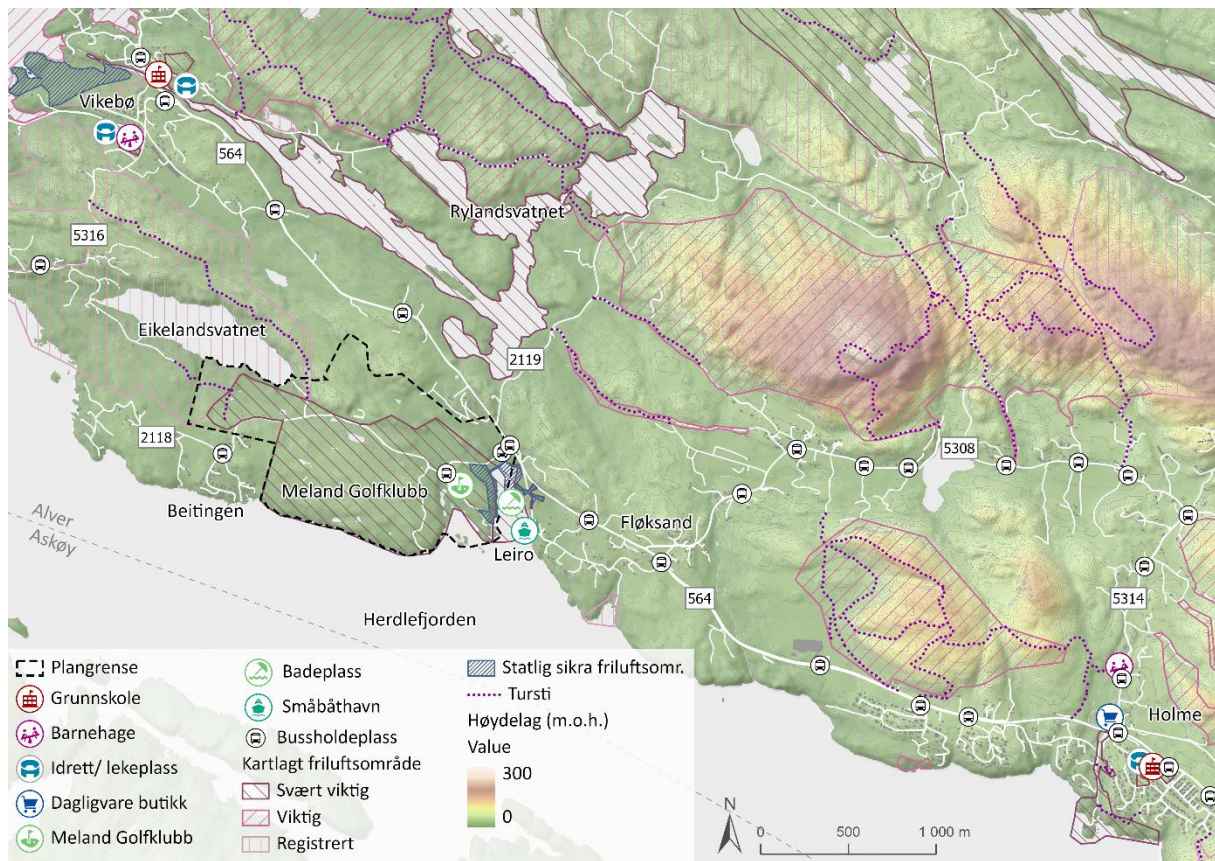 Vikebø
564
Rylandsvatnet
5316
Eikelandsvatnet
2119
2118
5308
Meland Golfklubb
Beitingen
Fløksand
Alver
Askøy
Leiro
564
5314
Herdlefjorden
Holme
Plangrense
Grunnskole
Barnehage
Idrett/ lekeplass
Dagligvare butikk
Meland Golfklubb
Badeplass
Småbåthavn
Bussholdeplass
Kartlagt friluftsområde
Svært viktig
Viktig
Registrert
Statlig sikra friluftsomr.
Tursti
Høydelag (m.o.h.)
Value
300
0
N
0 500 1 000 m